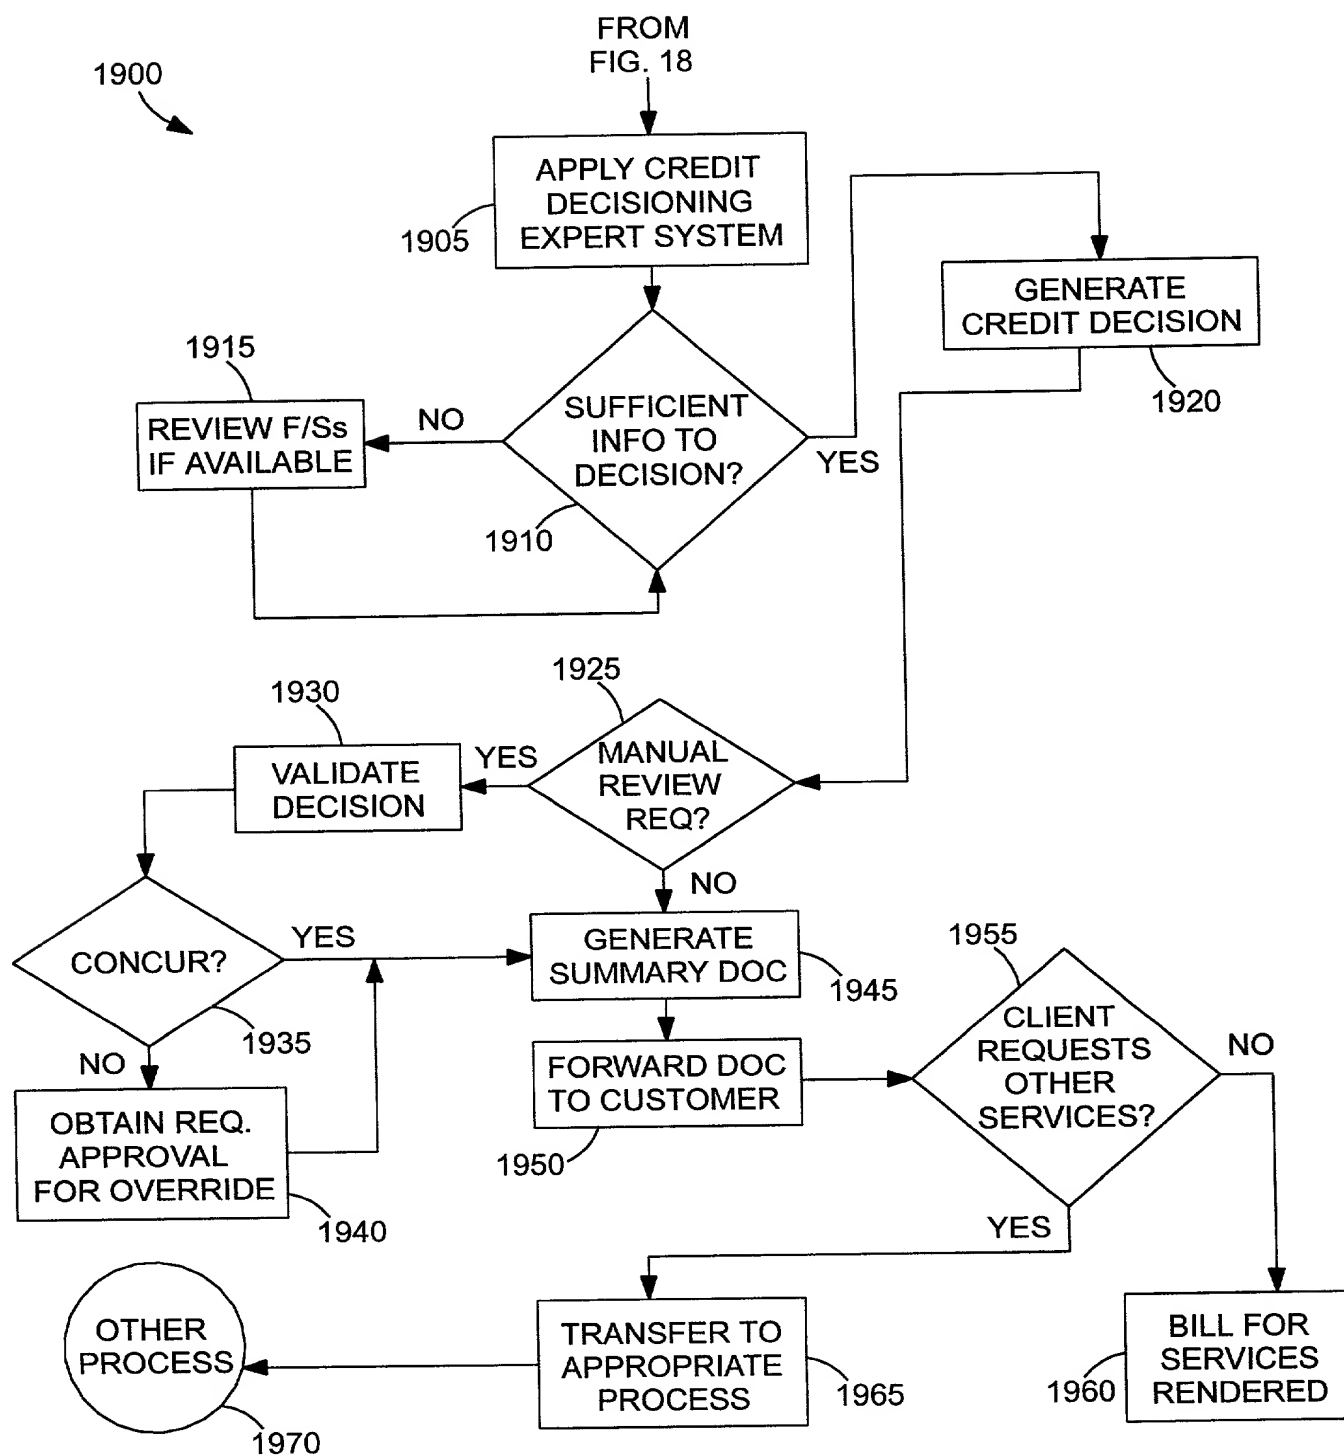 FROM
FIG. 18
1900
APPLY CREDIT
DECISIONING
EXPERT SYSTEM
1905
GENERATE
CREDIT DECISION
1920
1915
REVIEW F/Ss
IF AVAILABLE
NO
SUFFICIENT
INFO TO
DECISION?
YES
1910
1925
1930
VALIDATE
DECISION
YES
MANUAL
REVIEW
REQ?
NO
CONCUR?
YES
1935
NO
GENERATE
SUMMARY DOC
1945
1955
FORWARD DOC
TO CUSTOMER
1950
CLIENT
REQUESTS
OTHER
SERVICES?
NO
YES
OBTAIN REQ.
APPROVAL
FOR OVERRIDE
1940
OTHER
PROCESS
1970
TRANSFER TO
APPROPRIATE
PROCESS
1965
BILL FOR
SERVICES
RENDERED
1960